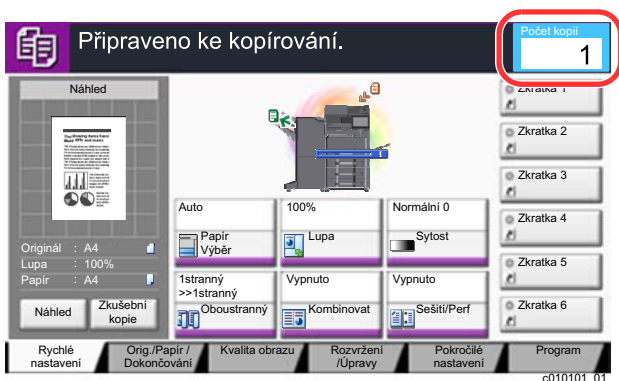 Připraveno ke kopírování.
Počet kopií
1
Náhled
Originál : A4
Lupa : 100%
Papír : A4
Náhled
Zkušební
kopie
Auto
Papír
Výběr
100%
Lupa
Normální 0
Sytost
1stranný
>>1stranný
Oboustranný
Vypnuto
Kombinovat
Vypnuto
Sešití/Perf
Zkratka 1
Zkratka 2
Zkratka 3
Zkratka 4
Zkratka 5
Zkratka 6
Rychlé
nastavení
Orig./Papír /
Dokončování
Kvalita obrazu
Rozvržení
/Úpravy
Pokročilé
nastavení
Program
c010101_01